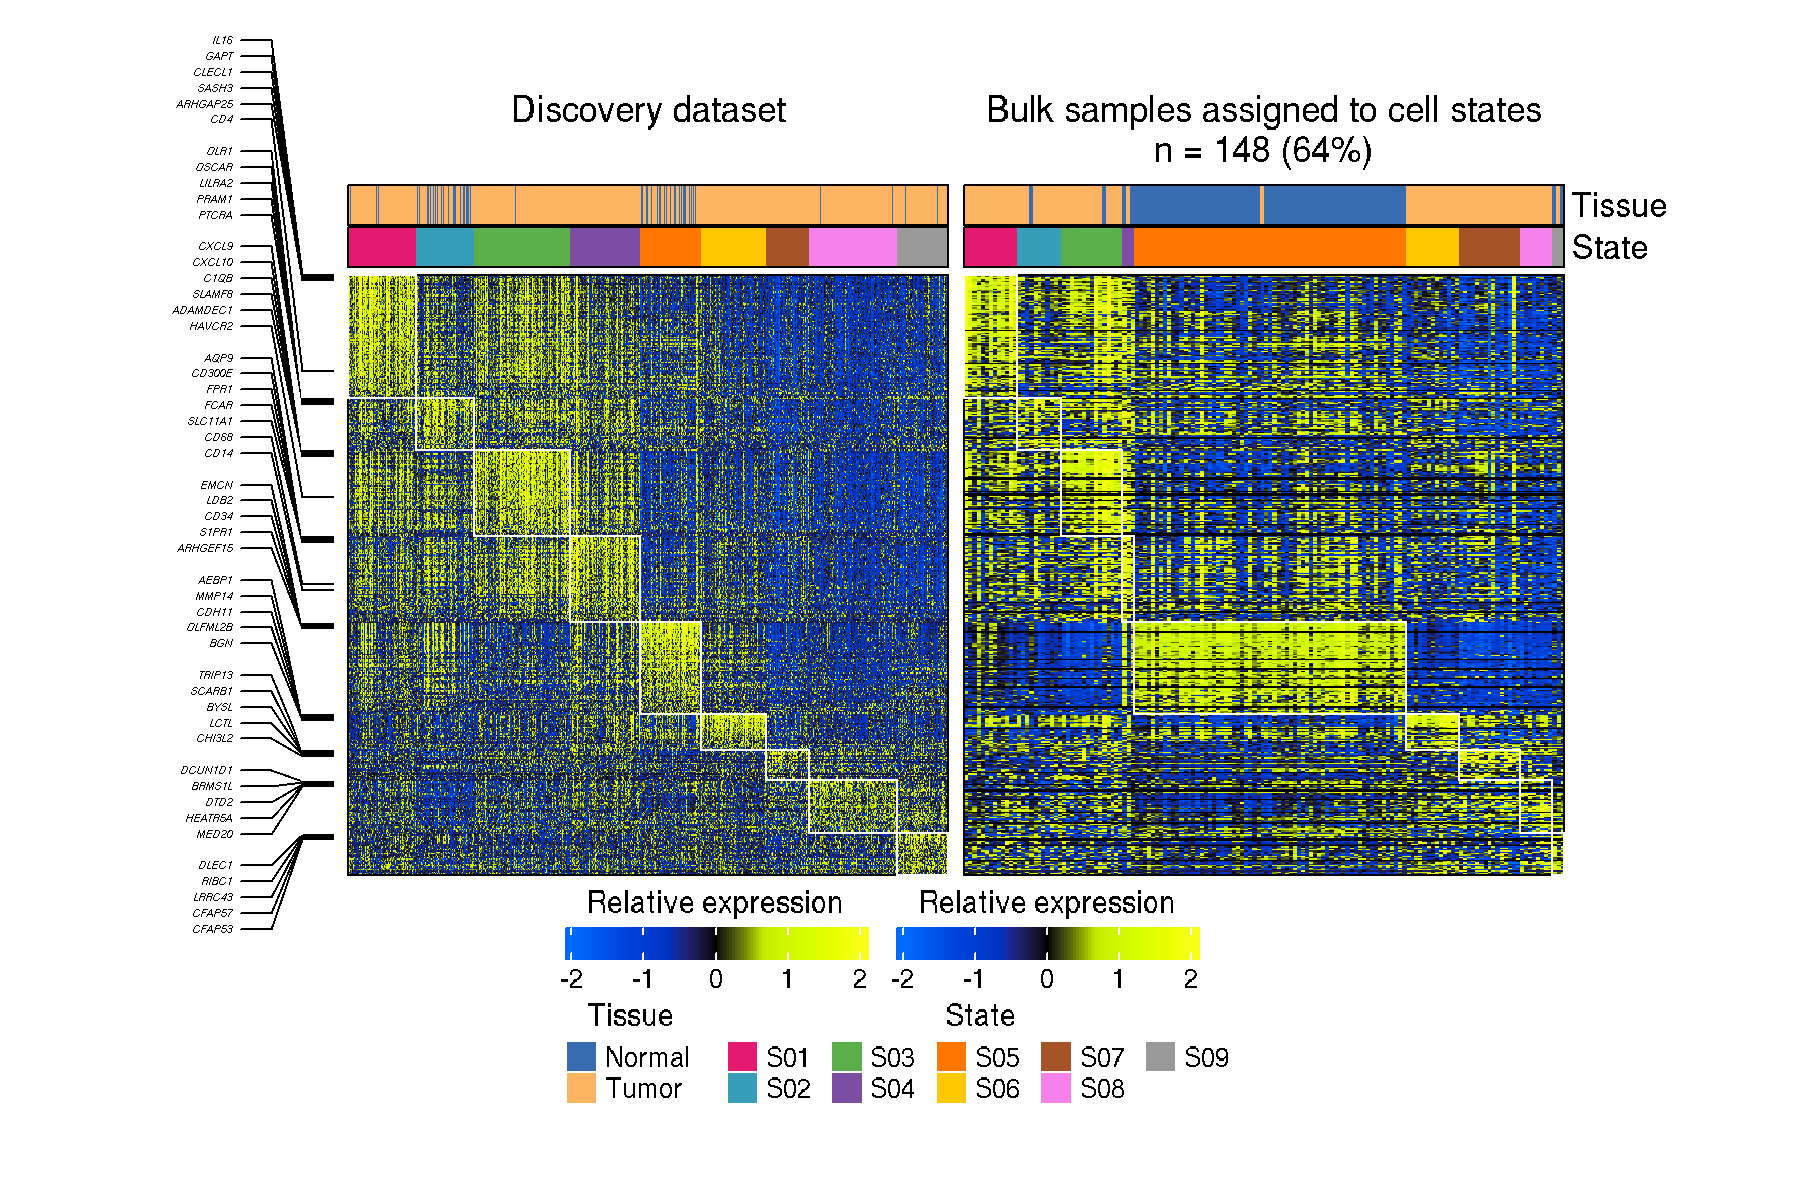 IL16
GAPT
CLECL1
SASH3
ARHGAP25
CD4
OLR1
OSCAR
LILRA2
PRAM1
PTCRA
CXCL9
CXCL10
C1QB
SLAMF8
ADAMDEC1
HAVCR2
AQP9
CD300E
FPR1
FCAR
SLC11A1
CD68
CD14
EMCN
LDB2
CD34
S1PR1
ARHGEF15
AEBP1
MMP14
CDH11
OLFML2B
BGN
TRIP13
SCARB1
BYSL
LCTL
CHI3L2
DCUN1D1
BRMS1L
DTD2
HEATR5A
MED20
DLEC1
RIBC1
LRRC43
CFAP57
CFAP53
Discovery dataset
Bulk samples assigned to cell states
n = 148 (64%)
Tissue
State
Relative expression
-2 -1 0 1 2
Relative expression
-2 -1 0 1 2
Tissue
Normal
Tumor
State
S01 S03 S05 S07 S09
S02 S04 S06 S08